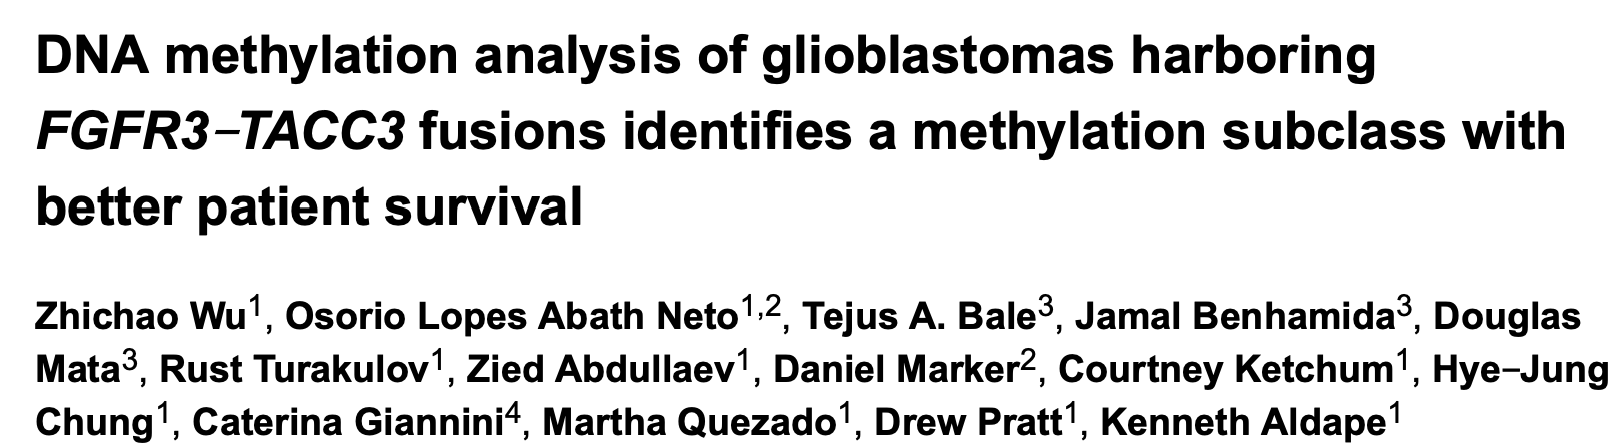 DNA methylation analysis of glioblastomas harboring
FGFR3–TACC3 fusions identifies a methylation subclass with
better patient survival
Zhichao Wu1, Osorio Lopes Abath Neto1,2, Tejus A. Bale3, Jamal Benhamida3, Douglas
Mata3, Rust Turakulov1, Zied Abdullaev1, Daniel Marker2, Courtney Ketchum1, Hye–Jung
Chung1, Caterina Giannini4, Martha Quezado1, Drew Pratt1, Kenneth Aldape1